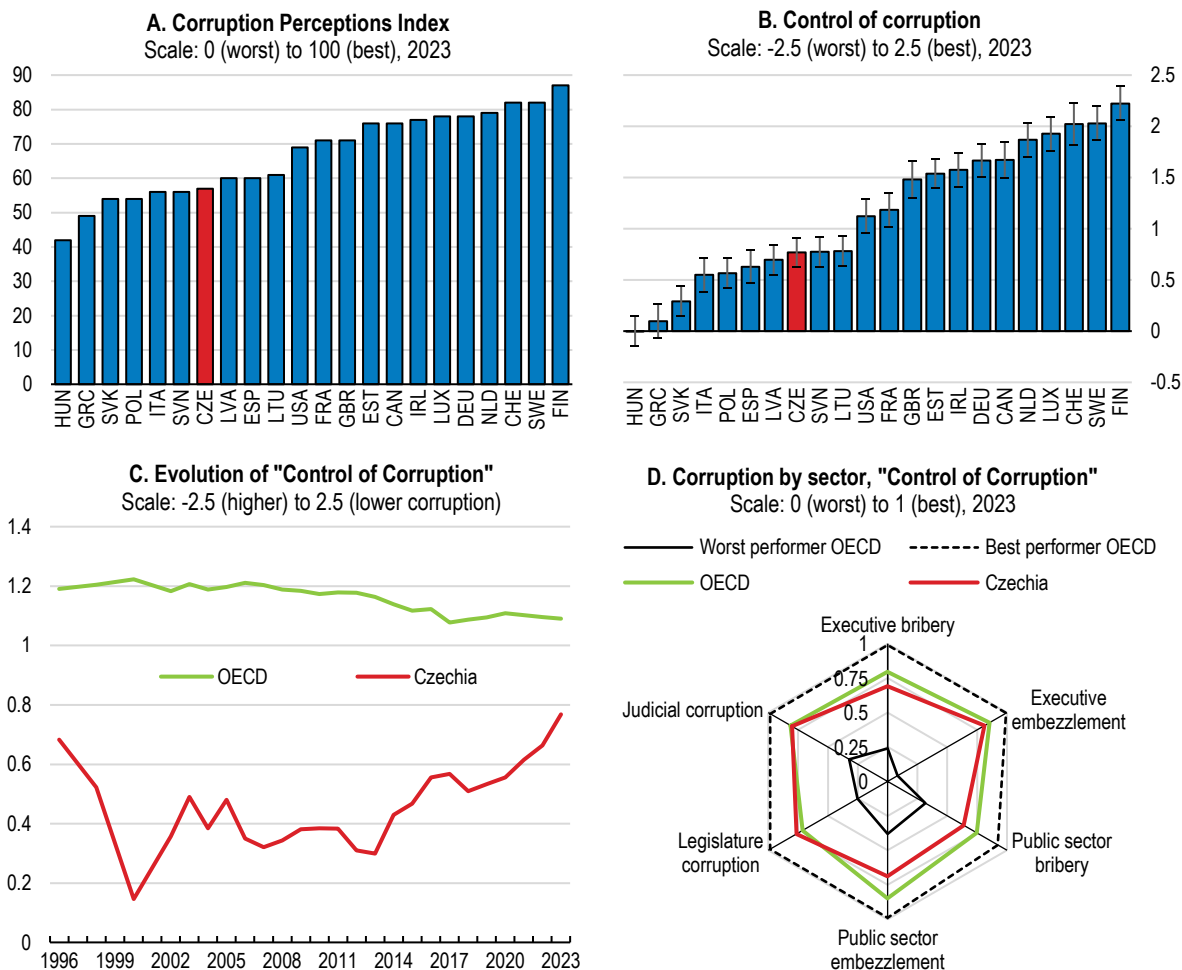 A. Corruption Perceptions Index
Scale: 0 (worst) to 100 (best), 2023
90
80
70
60
50
40
30
20
10
0
HUN GRC SVK POL ITA SVN CZE LVA ESP LTU USA FRA GBR EST CAN IRL LUX DEU NLD CHE SWE FIN
B. Control of corruption
Scale: -2.5 (worst) to 2.5 (best), 2023
2.5
2
1.5
1
0.5
0
-0.5
HUN GRC SVK ITA POL ESP LVA CZE SVN LTU USA FRA GBR EST IRL DEU CAN NLD LUX CHE SWE FIN
C. Evolution of "Control of Corruption"
Scale: -2.5 (higher) to 2.5 (lower corruption)
1.4
1.2
1
OECD Czechia
0.8
0.6
0.4
0.2
0
1996 1999 2002 2005 2008 2011 2014 2017 2020 2023
D. Corruption by sector, "Control of Corruption"
Scale: 0 (worst) to 1 (best), 2023
Worst performer OECD Best performer OECD
OECD Czechia
Executive bribery
1
0.75
0.5
0.25
0
Executive
embezzlement
Public sector
bribery
Public sector
embezzlement
Legislature
corruption
Judicial corruption